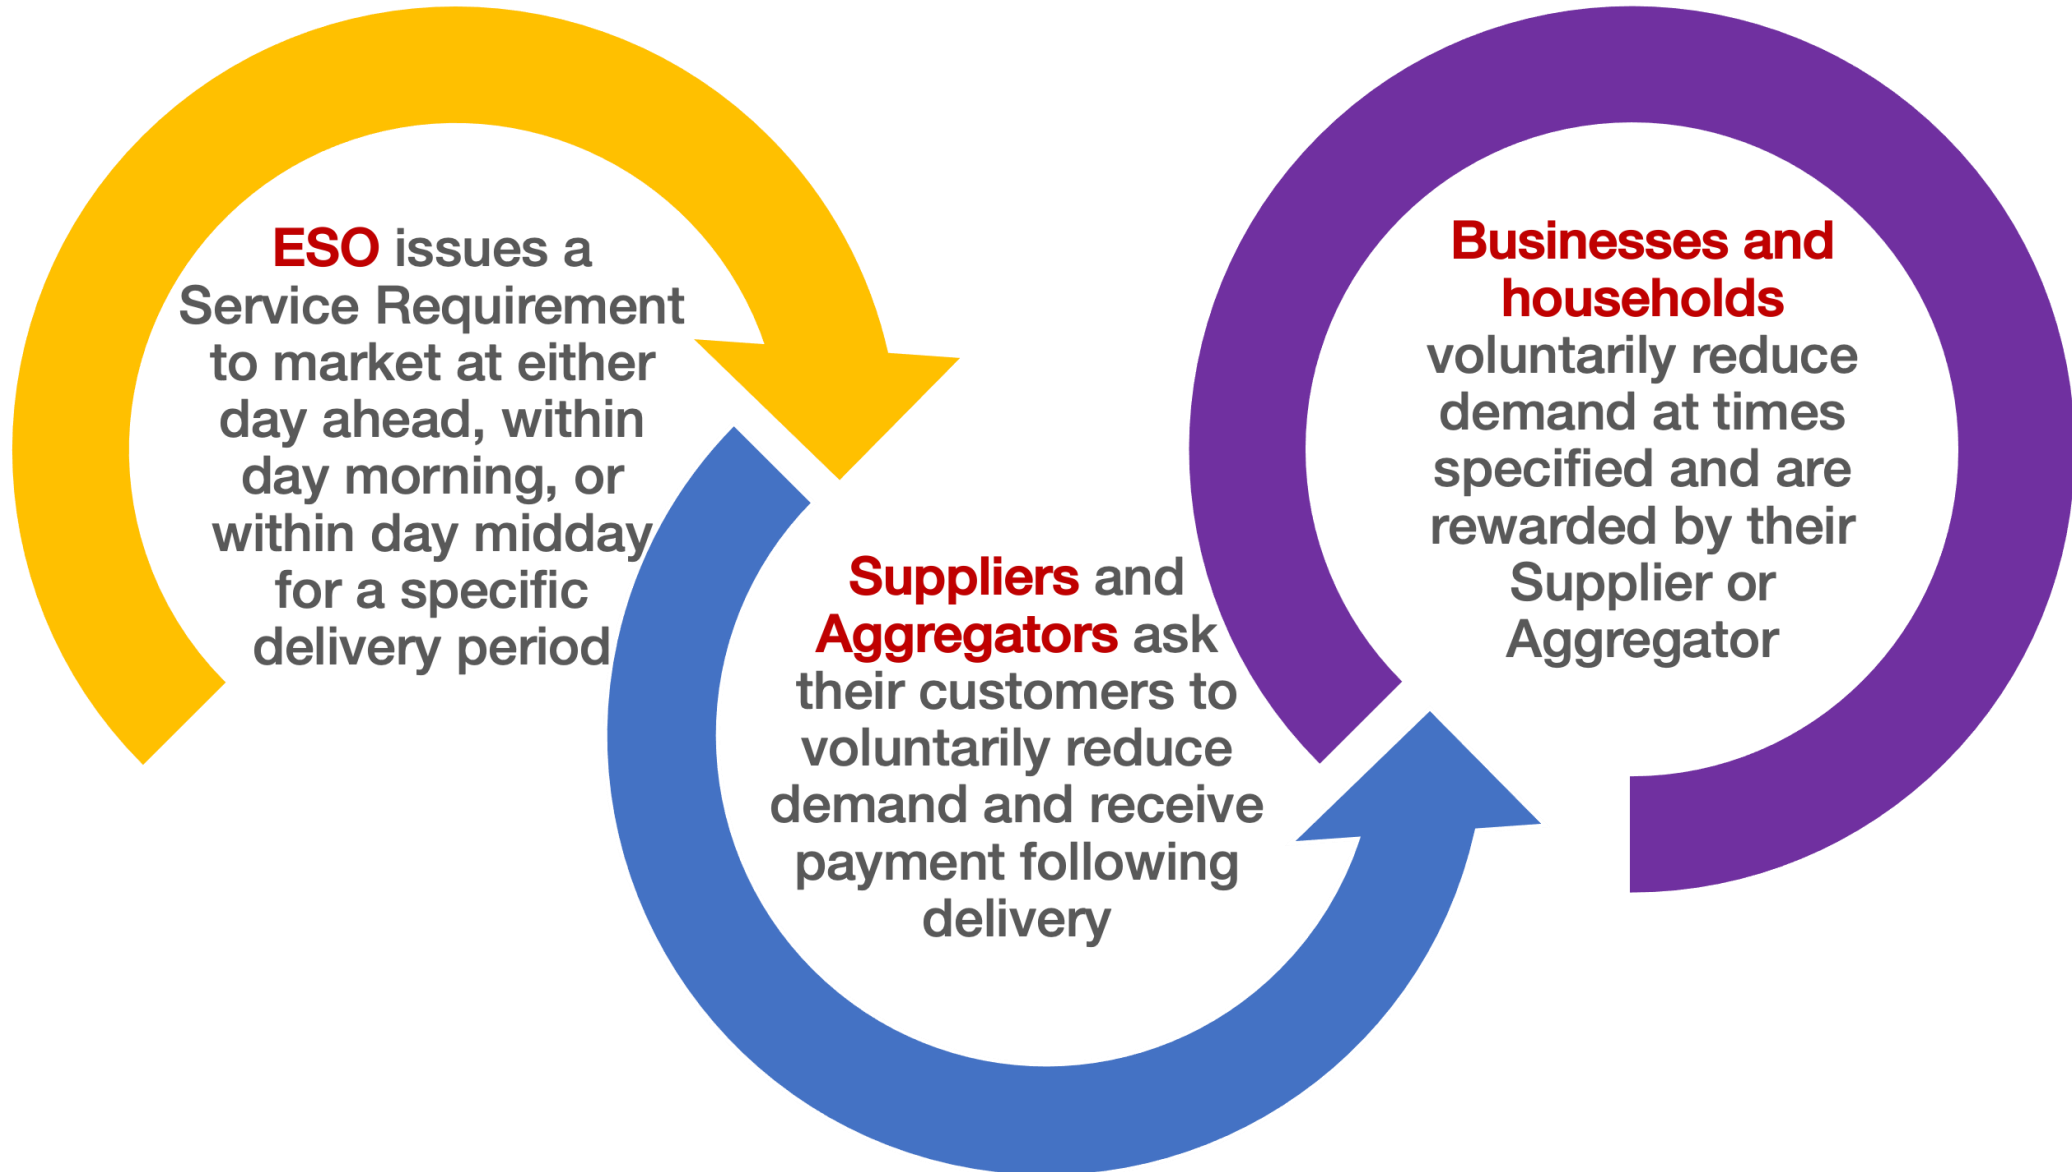 ESO issues a
Service Requirement
to market at either
day ahead, within
day morning, or
within day midday
for a specific
delivery period
Suppliers and
Aggregators ask
their customers to
voluntarily reduce
demand and receive
payment following
delivery
Businesses and
households
voluntarily reduce
demand at times
specified and are
rewarded by their
Supplier or
Aggregator